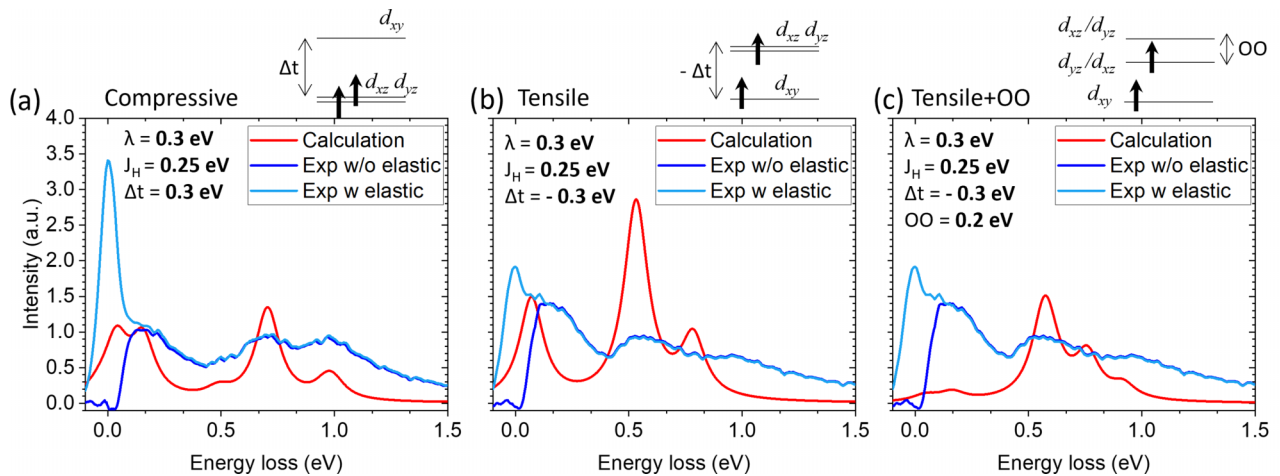 d_xy
Δt
d_xz d_yz
(a) Compressive
λ = 0.3 eV
J_H = 0.25 eV
Δt = 0.3 eV
Calculation
Exp w/o elastic
Exp w elastic
Intensity (a.u.)
4.0
3.5
3.0
2.5
2.0
1.5
1.0
0.5
0.0
0.0 0.5 1.0 1.5
Energy loss (eV)
d_xz d_yz
- Δt
d_xy
(b) Tensile
λ = 0.3 eV
J_H = 0.25 eV
Δt = - 0.3 eV
Calculation
Exp w/o elastic
Exp w elastic
0.0 0.5 1.0 1.5
Energy loss (eV)
d_xz/d_yz
OO
d_yz/d_xz
d_xy
(c) Tensile+OO
λ = 0.3 eV
J_H = 0.25 eV
Δt = - 0.3 eV
OO = 0.2 eV
Calculation
Exp w/o elastic
Exp w elastic
0.0 0.5 1.0 1.5
Energy loss (eV)